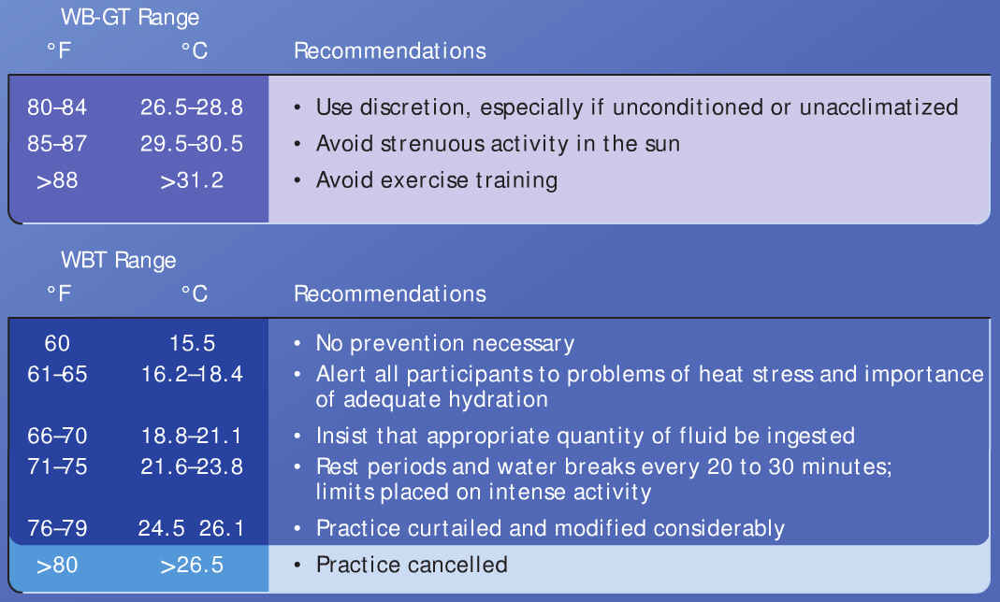 WB-GT Range
°F °C Recommendations
80–84 26.5–28.8 • Use discretion, especially if unconditioned or unacclimatized
85–87 29.5–30.5 • Avoid strenuous activity in the sun
>88 >31.2 • Avoid exercise training
WBT Range
°F °C Recommendations
60 15.5 • No prevention necessary
61–65 16.2–18.4 • Alert all participants to problems of heat stress and importance
of adequate hydration
66–70 18.8–21.1 • Insist that appropriate quantity of fluid be ingested
71–75 21.6–23.8 • Rest periods and water breaks every 20 to 30 minutes;
limits placed on intense activity
76–79 24.5 26.1 • Practice curtailed and modified considerably
>80 >26.5 • Practice cancelled